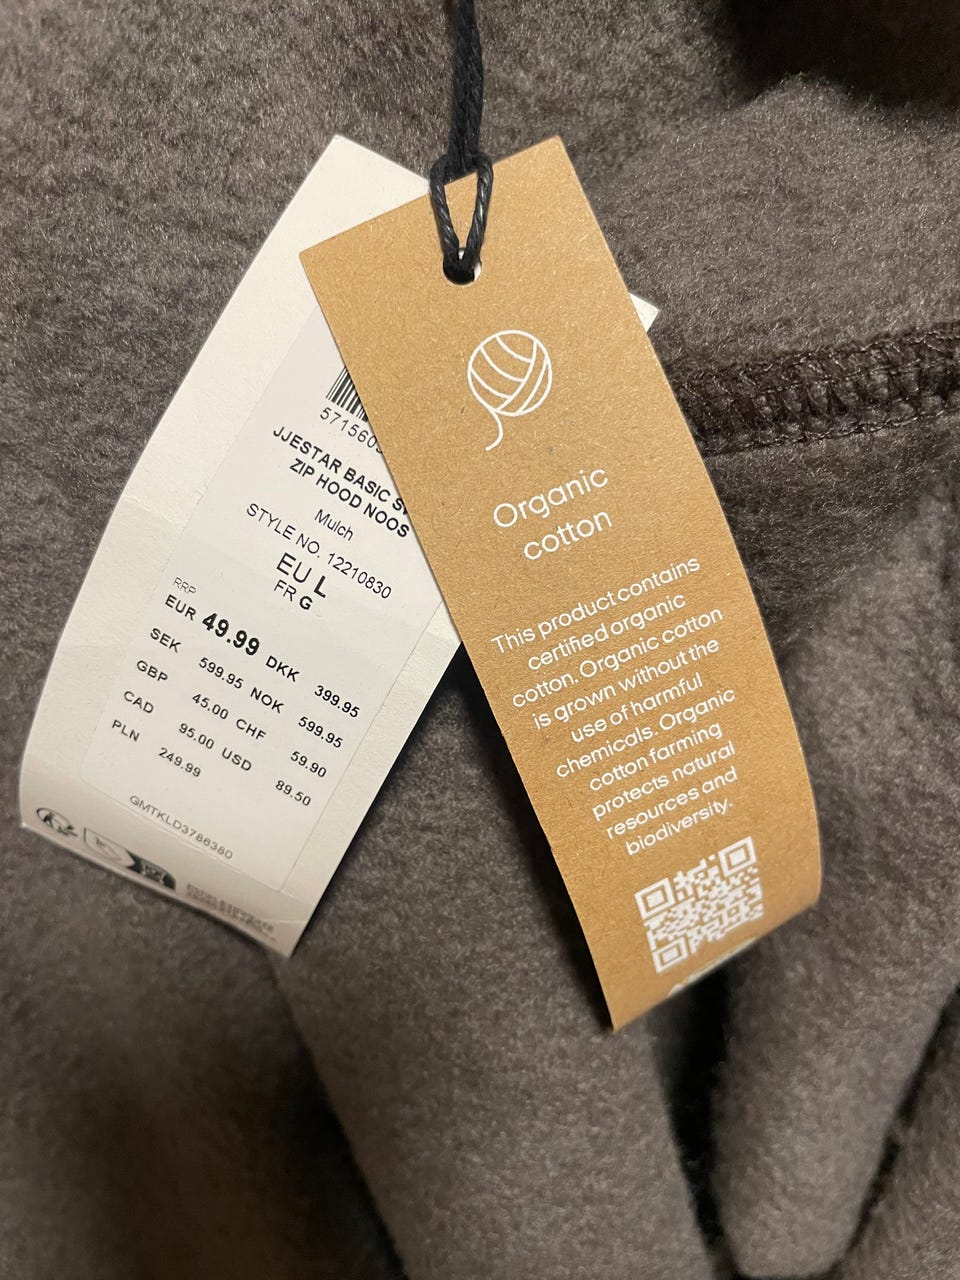 JJESTAR BASIC
ZIP HOOD NOOS
Mulch
STYLE NO. 12210830
EU L
FR G
RRP
EUR 49.99 DKK 399.95
SEK 599.95 NOK 599.95
GBP 45.00 CHF 59.90
CAD 95.00 USD 89.50
PLN 249.99
GMTKLD3786380
Organic
cotton
This product contains
certified organic
cotton. Organic cotton
is grown without the
use of harmful
chemicals. Organic
cotton farming
protects natural
resources and
biodiversity.